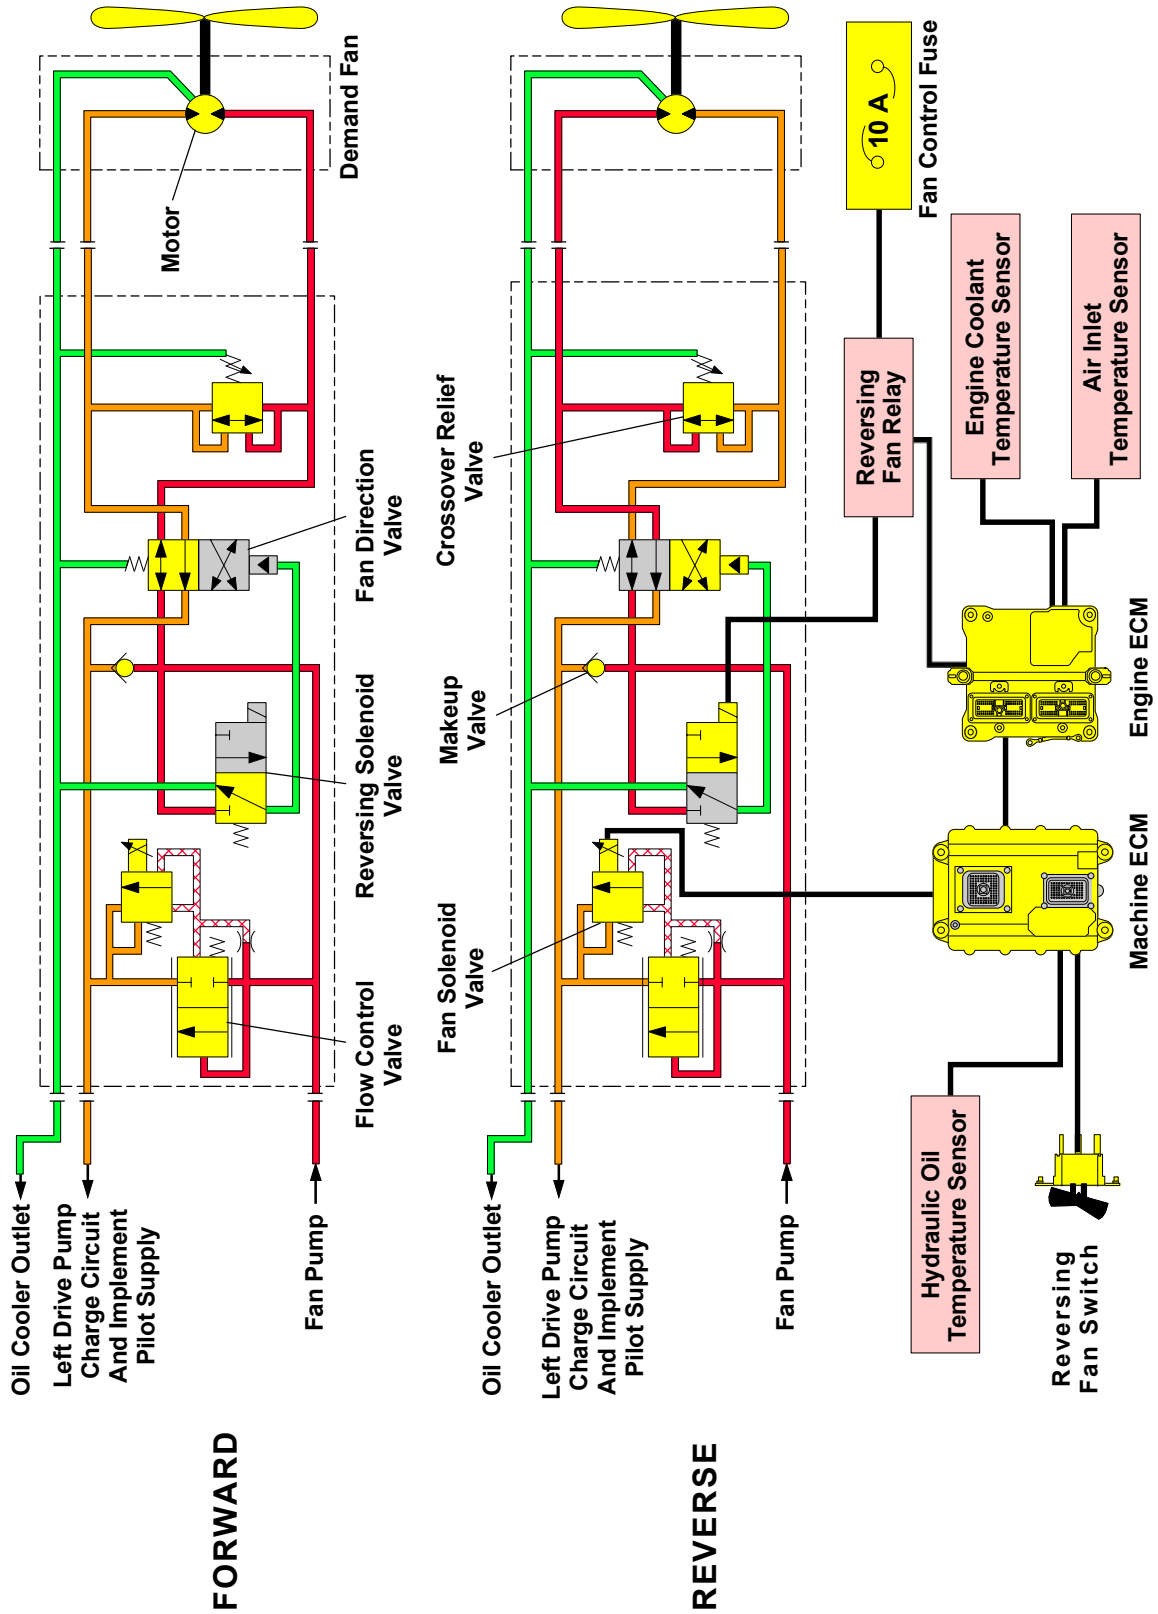 FORWARD
Oil Cooler Outlet
Left Drive Pump
Charge Circuit
And Implement
Pilot Supply
Fan Pump
Flow Control
Valve
Reversing Solenoid
Valve
Fan Direction
Valve
Motor
Demand Fan
REVERSE
Oil Cooler Outlet
Left Drive Pump
Charge Circuit
And Implement
Pilot Supply
Fan Pump
Fan Solenoid
Valve
Makeup
Valve
Crossover Relief
Valve
Hydraulic Oil
Temperature Sensor
Reversing
Fan Switch
Machine ECM
Engine ECM
Reversing
Fan Relay
10 A
Fan Control Fuse
Engine Coolant
Temperature Sensor
Air Inlet
Temperature Sensor